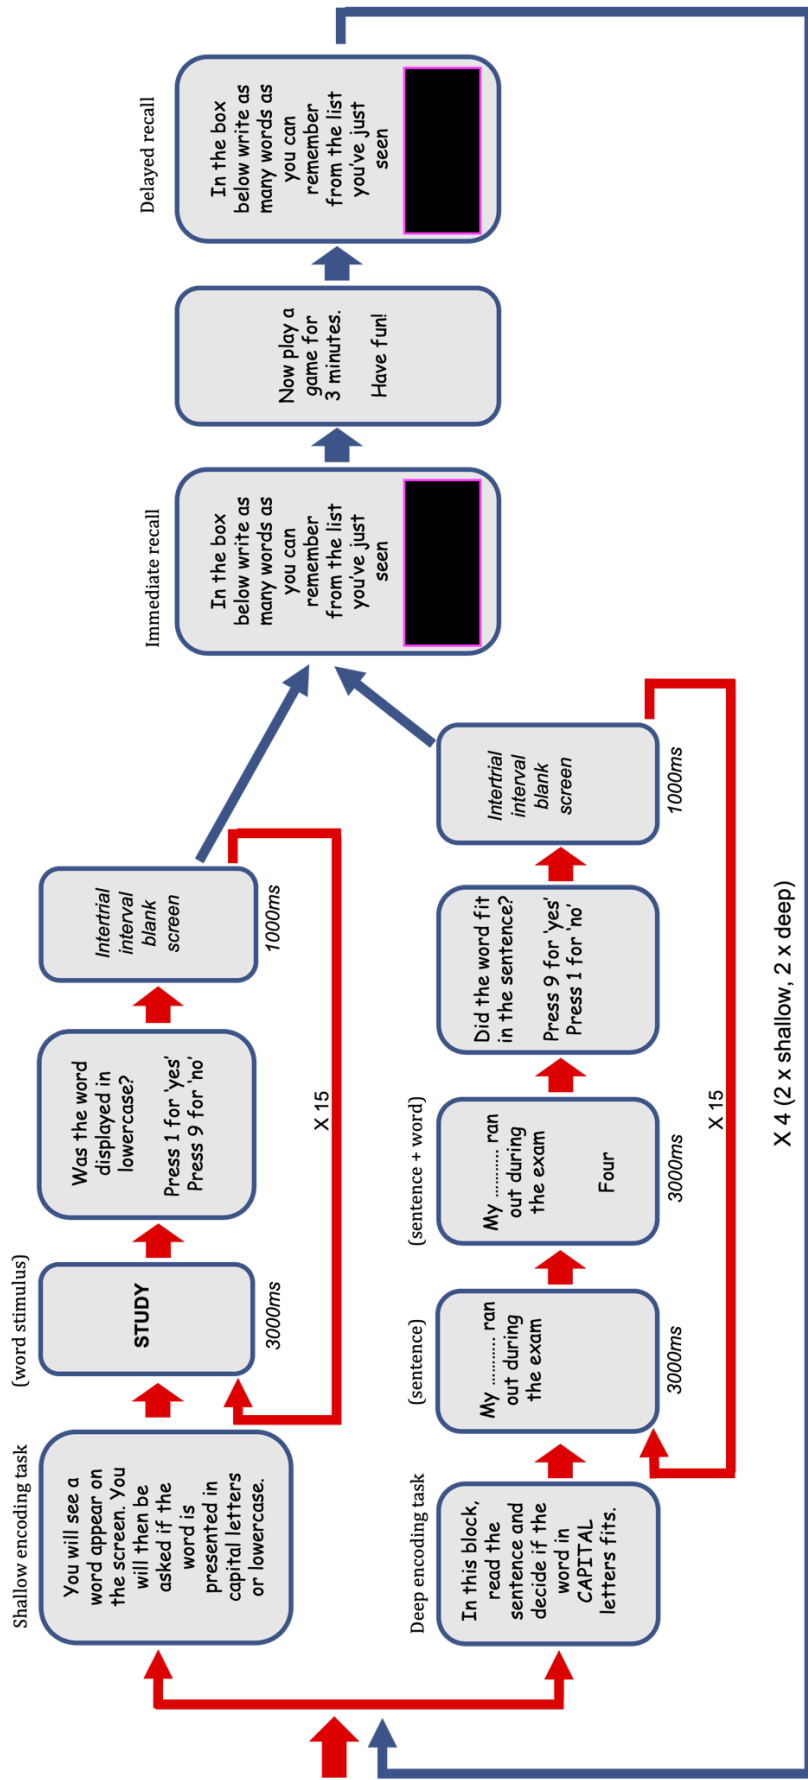 Shallow encoding task
You will see a
word appear on
the screen. You
will then be
asked if the
word is
presented in
capital letters
or lowercase.
(word stimulus)
STUDY
3000ms
Was the word
displayed in
lowercase?
Press 1 for ‘yes’
Press 9 for ‘no’
Intertrial
interval
blank
screen
1000ms
X 15
Deep encoding task
In this block,
read the
sentence and
decide if the
word in
CAPITAL
letters fits.
(sentence)
My ........... ran
out during
the exam
3000ms
(sentence + word)
My ........... ran
out during
the exam
Four
3000ms
Did the word fit
in the sentence?
Press 9 for ‘yes’
Press 1 for ‘no’
Intertrial
interval
blank
screen
1000ms
X 15
Immediate recall
In the box
below write as
many words as
you can
remember
from the list
you’ve just
seen
Now play a
game for
3 minutes.
Have fun!
Delayed recall
In the box
below write as
many words as
you can
remember
from the list
you’ve just
seen
X 4 (2 x shallow, 2 x deep)